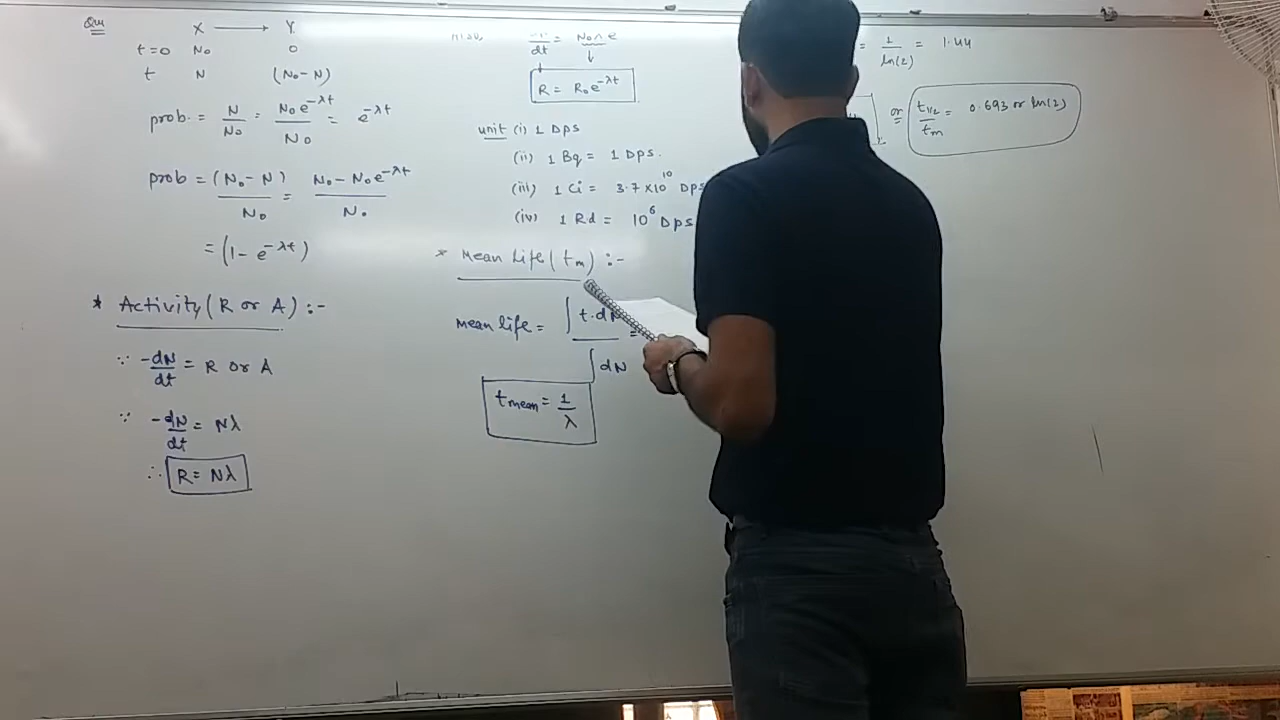 Que X ⟶ Y
t=0 N₀ 0
t N (N₀-N)
prob. = N/N₀ = N₀e^-λt/N₀ = e^-λt
prob = (N₀-N)/N₀ = N₀-N₀e^-λt/N₀
= (1-e^-λt)
* Activity (R or A) :-
∵ -dN/dt = R or A
∵ -dN/dt = Nλ
∴ R = Nλ
R = R₀e^-λt
unit (i) 1 Dps
(ii) 1 Bq = 1 Dps.
(iii) 1 Ci = 3.7×10^10 Dps
(iv) 1 Rd = 10^6 Dps
* Mean Life (tm) :-
Mean life = ∫t.dN / ∫dN =
tmean = 1/λ
= 1/ln(2) = 1.44
or t1/2/tm = 0.693 or ln(2)